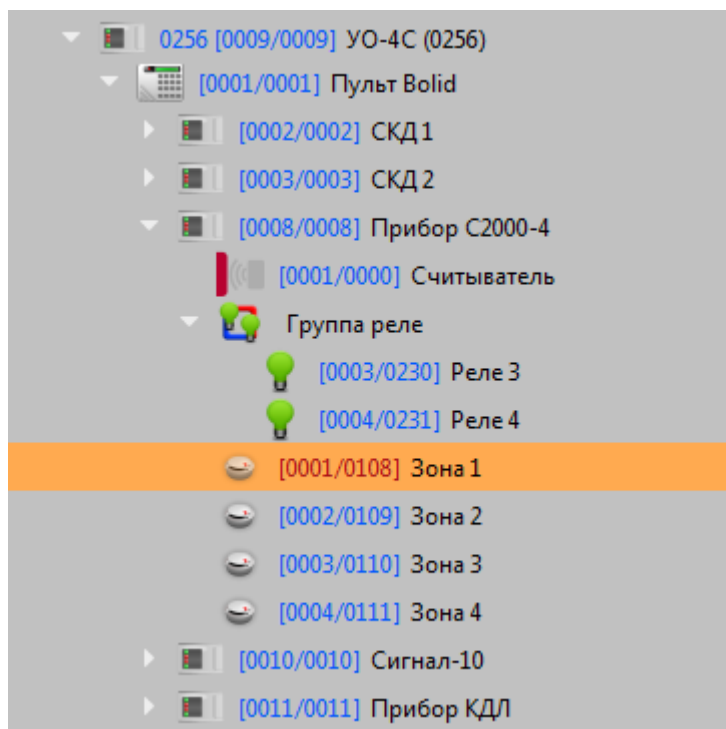 0256 [0009/0009] УО-4С (0256)
[0001/0001] Пульт Bolid
[0002/0002] СКД 1
[0003/0003] СКД 2
[0008/0008] Прибор С2000-4
[0001/0000] Считыватель
Группа реле
[0003/0230] Реле 3
[0004/0231] Реле 4
[0001/0108] Зона 1
[0002/0109] Зона 2
[0003/0110] Зона 3
[0004/0111] Зона 4
[0010/0010] Сигнал-10
[0011/0011] Прибор КДЛ